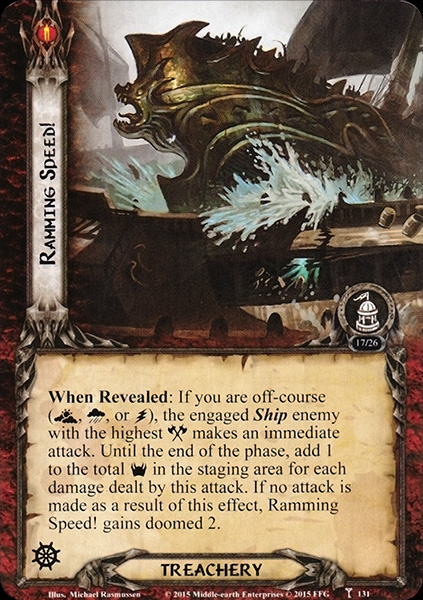 Ramming Speed!
17/26
When Revealed: If you are off-course
(, , or ), the engaged Ship enemy
with the highest makes an immediate
attack. Until the end of the phase, add 1
to the total in the staging area for each
damage dealt by this attack. If no attack is
made as a result of this effect, Ramming
Speed! gains doomed 2.
TREACHERY
Illus. Michael Rasmussen © 2015 Middle-earth Enterprises © 2015 FFG 131